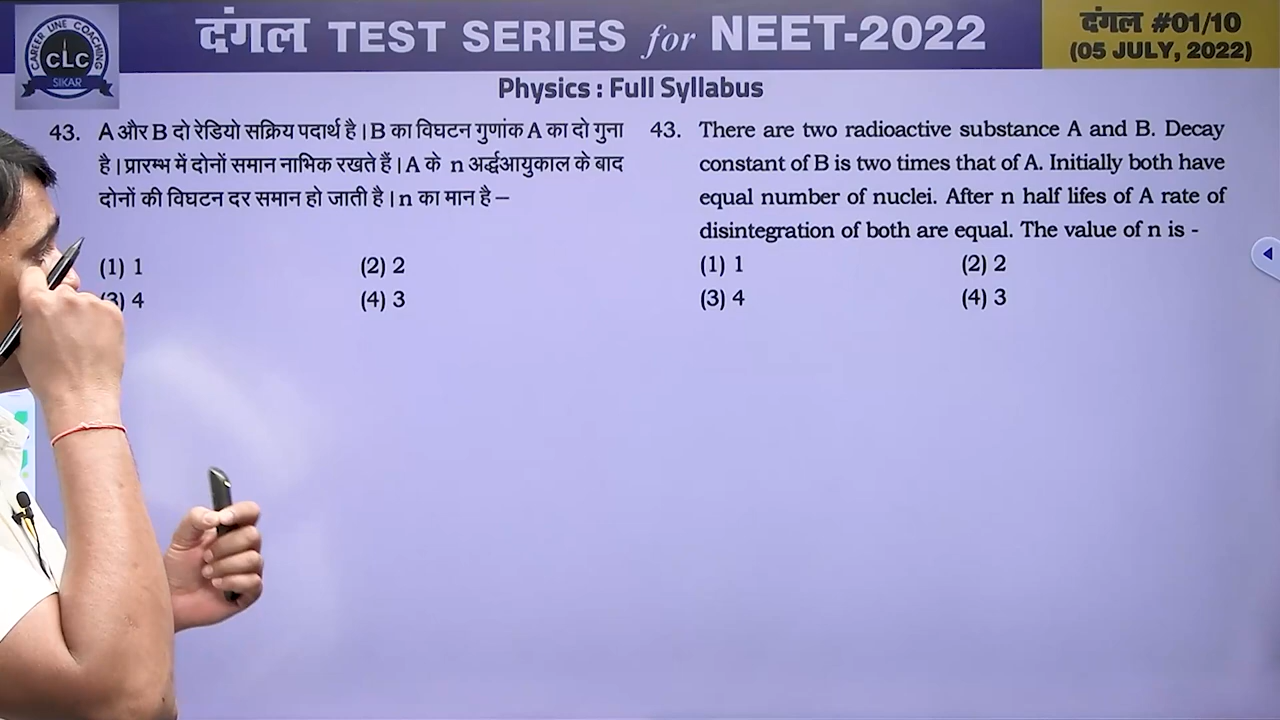 CAREER LINE COACHING
CLC
SIKAR
दंगल TEST SERIES for NEET-2022
दंगल #01/10
(05 JULY, 2022)
Physics : Full Syllabus
43. A और B दो रेडियो सक्रिय पदार्थ है। B का विघटन गुणांक A का दो गुना
है। प्रारम्भ में दोनों समान नाभिक रखते हैं। A के n अर्द्धआयुकाल के बाद
दोनों की विघटन दर समान हो जाती है। n का मान है –
(1) 1 (2) 2
(3) 4 (4) 3
43. There are two radioactive substance A and B. Decay
constant of B is two times that of A. Initially both have
equal number of nuclei. After n half lifes of A rate of
disintegration of both are equal. The value of n is -
(1) 1 (2) 2
(3) 4 (4) 3